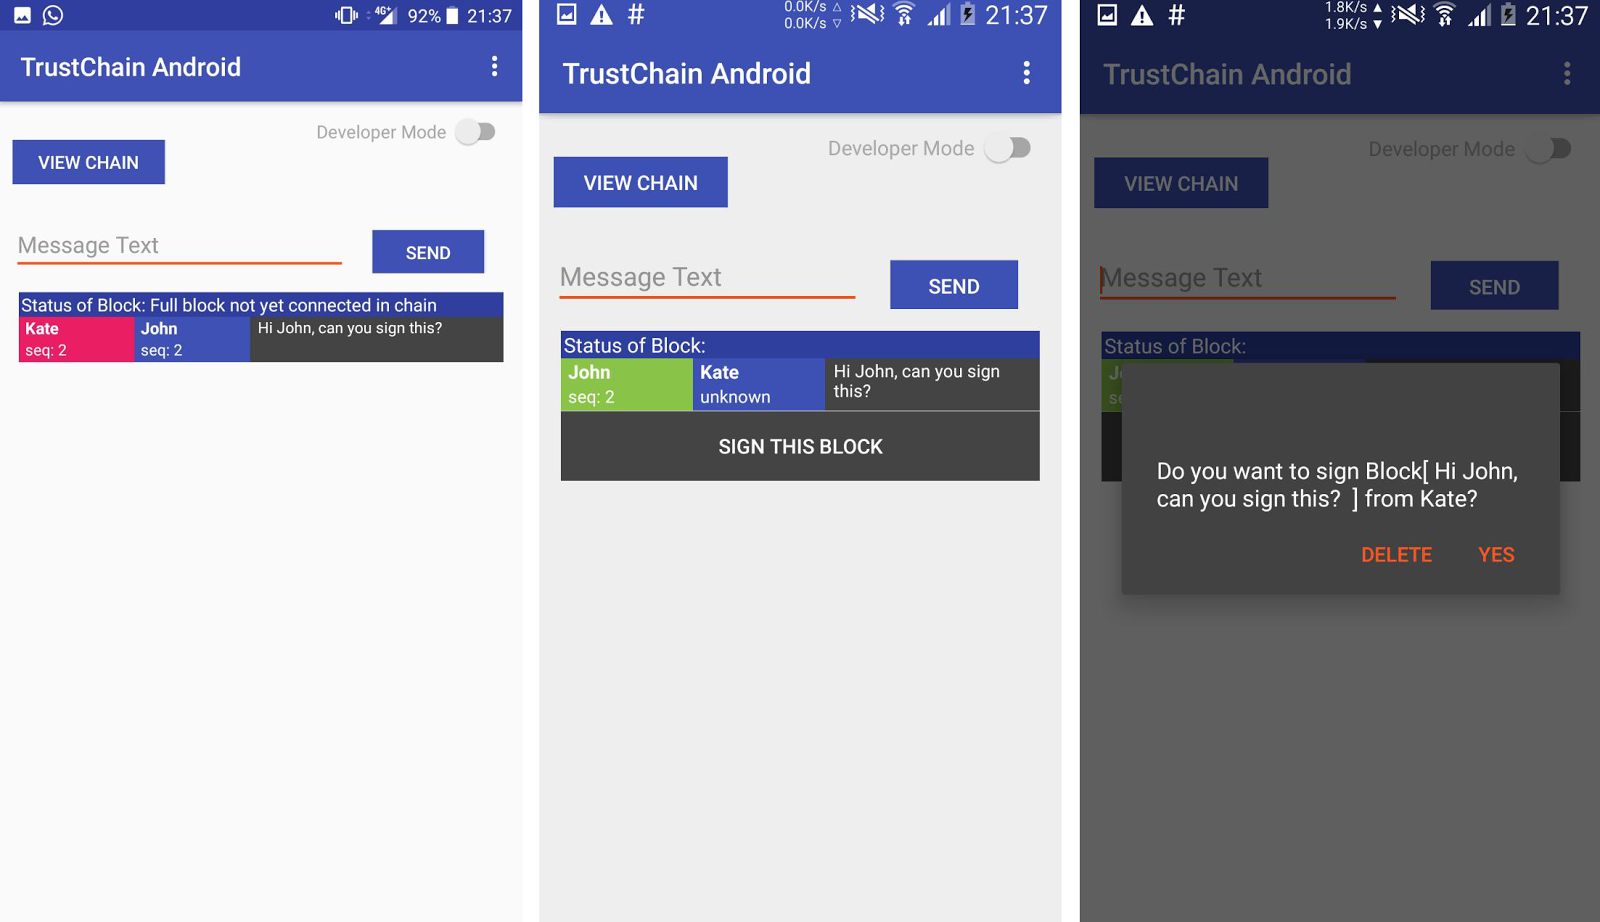 92% 21:37
TrustChain Android
Developer Mode
VIEW CHAIN
Message Text
SEND
Status of Block: Full block not yet connected in chain
Kate
seq: 2
John
seq: 2
Hi John, can you sign this?
0.0K/s
0.0K/s
21:37
TrustChain Android
Developer Mode
VIEW CHAIN
Message Text
SEND
Status of Block:
John
seq: 2
Kate
unknown
Hi John, can you sign
this?
SIGN THIS BLOCK
1.8K/s
1.9K/s
21:37
TrustChain Android
Developer Mode
VIEW CHAIN
Message Text
SEND
Status of Block:
Do you want to sign Block[ Hi John,
can you sign this?  ] from Kate?
DELETE
YES